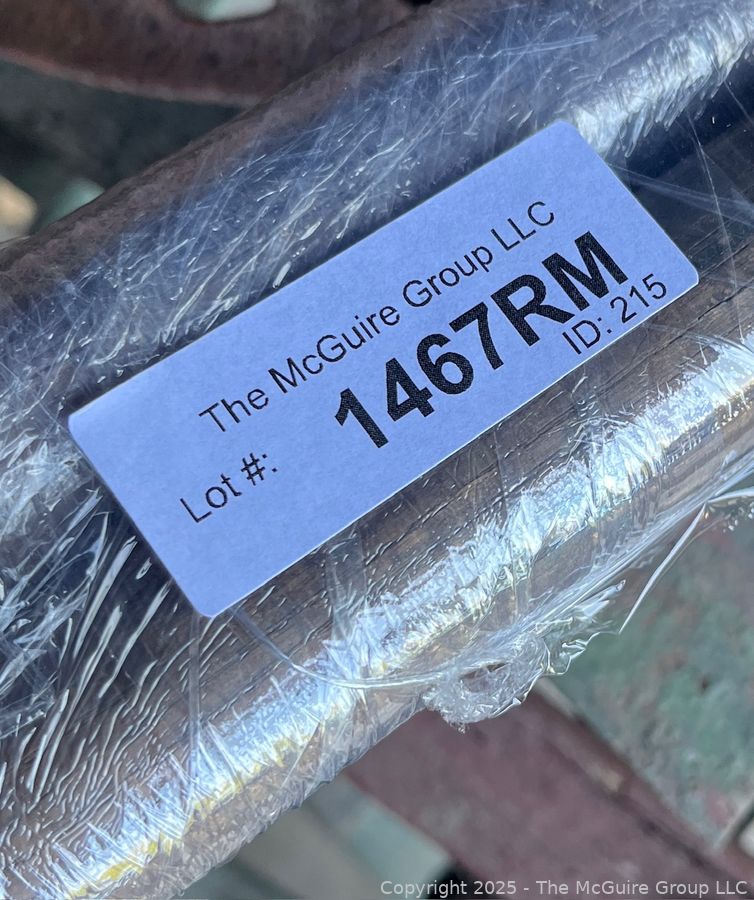 The McGuire Group LLC
Lot #: 1467RM
ID: 215
Copyright © 2025 - The McGuire Group LLC